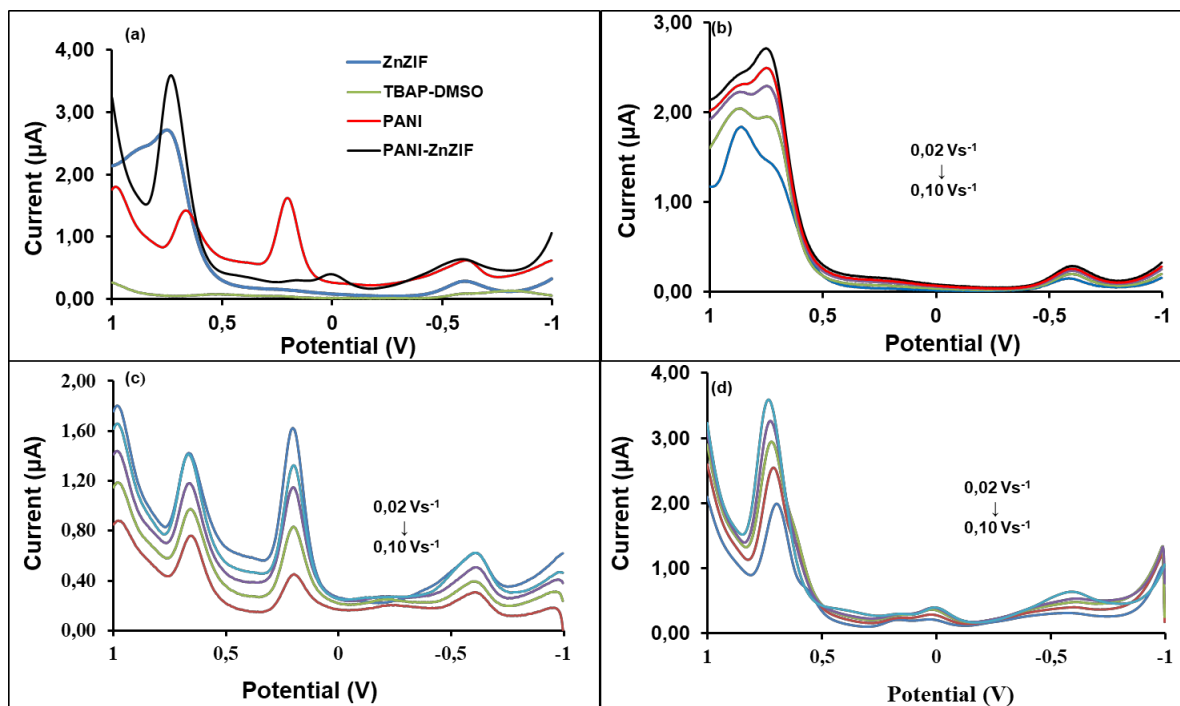 (a)
4,00
3,00
2,00
1,00
0,00
Current (µA)
1
0,5
0
-0,5
-1
Potential (V)
ZnZIF
TBAP-DMSO
PANI
PANI-ZnZIF
(b)
3,00
2,00
1,00
0,00
Current (µA)
1
0,5
0
-0,5
-1
Potential (V)
0,02 Vs⁻¹
↓
0,10 Vs⁻¹
(c)
2,00
1,60
1,20
0,80
0,40
0,00
Current (µA)
1
0,5
0
-0,5
-1
Potential (V)
0,02 Vs⁻¹
↓
0,10 Vs⁻¹
(d)
4,00
3,00
2,00
1,00
0,00
Current (µA)
1
0,5
0
-0,5
-1
Potential (V)
0,02 Vs⁻¹
↓
0,10 Vs⁻¹